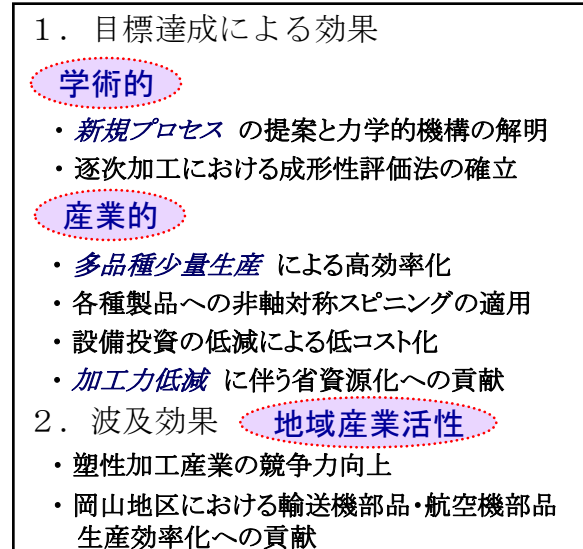 １．目標達成による効果
学術的
・新規プロセス の提案と力学的機構の解明
・逐次加工における成形性評価法の確立
産業的
・多品種少量生産 による高効率化
・各種製品への非軸対称スピニングの適用
・設備投資の低減による低コスト化
・加工力低減 に伴う省資源化への貢献
２．波及効果 地域産業活性
・塑性加工産業の競争力向上
・岡山地区における輸送機部品・航空機部品
生産効率化への貢献